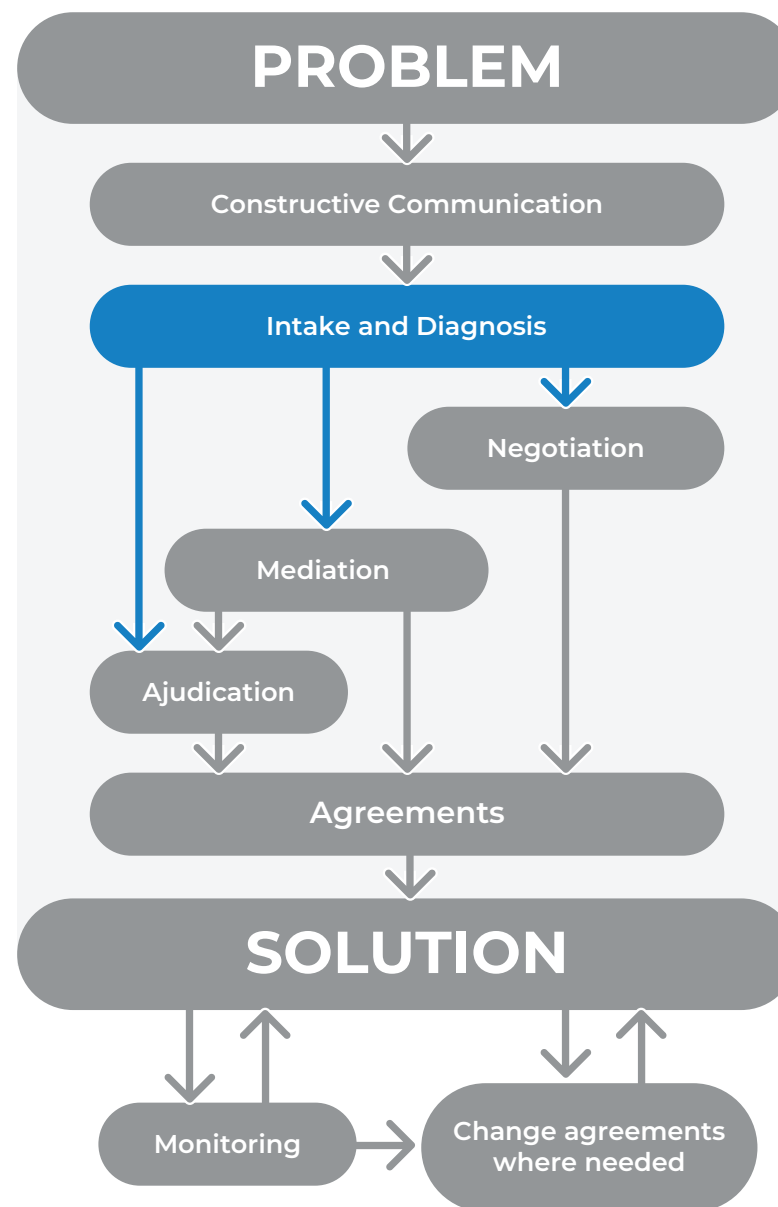 PROBLEM
Constructive Communication
Intake and Diagnosis
Negotiation
Mediation
Ajudication
Agreements
SOLUTION
Monitoring
Change agreements
where needed